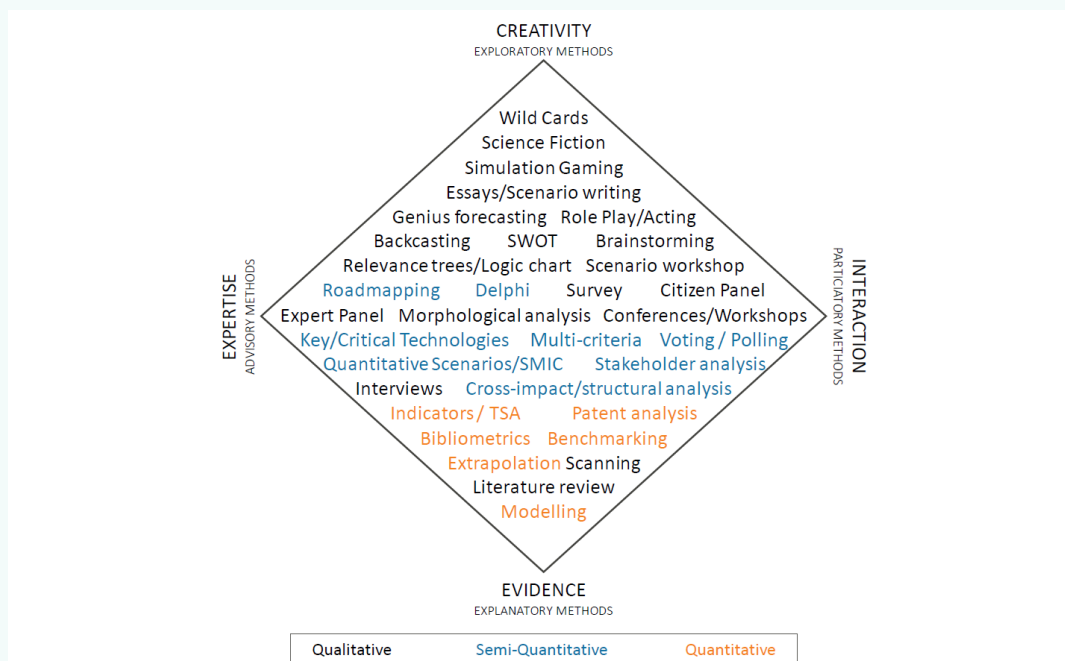 CREATIVITY
EXPLORATORY METHODS
Wild Cards
Science Fiction
Simulation Gaming
Essays/Scenario writing
Genius forecasting Role Play/Acting
Backcasting SWOT Brainstorming
Relevance trees/Logic chart Scenario workshop
Roadmapping Delphi Survey Citizen Panel
Expert Panel Morphological analysis Conferences/Workshops
Key/Critical Technologies Multi-criteria Voting / Polling
Quantitative Scenarios/SMIC Stakeholder analysis
Interviews Cross-impact/structural analysis
Indicators / TSA Patent analysis
Bibliometrics Benchmarking
Extrapolation Scanning
Literature review
Modelling
EXPERTISE
ADVISORY METHODS
INTERACTION
PARTICIATORY METHODS
EVIDENCE
EXPLANATORY METHODS
Qualitative Semi-Quantitative Quantitative